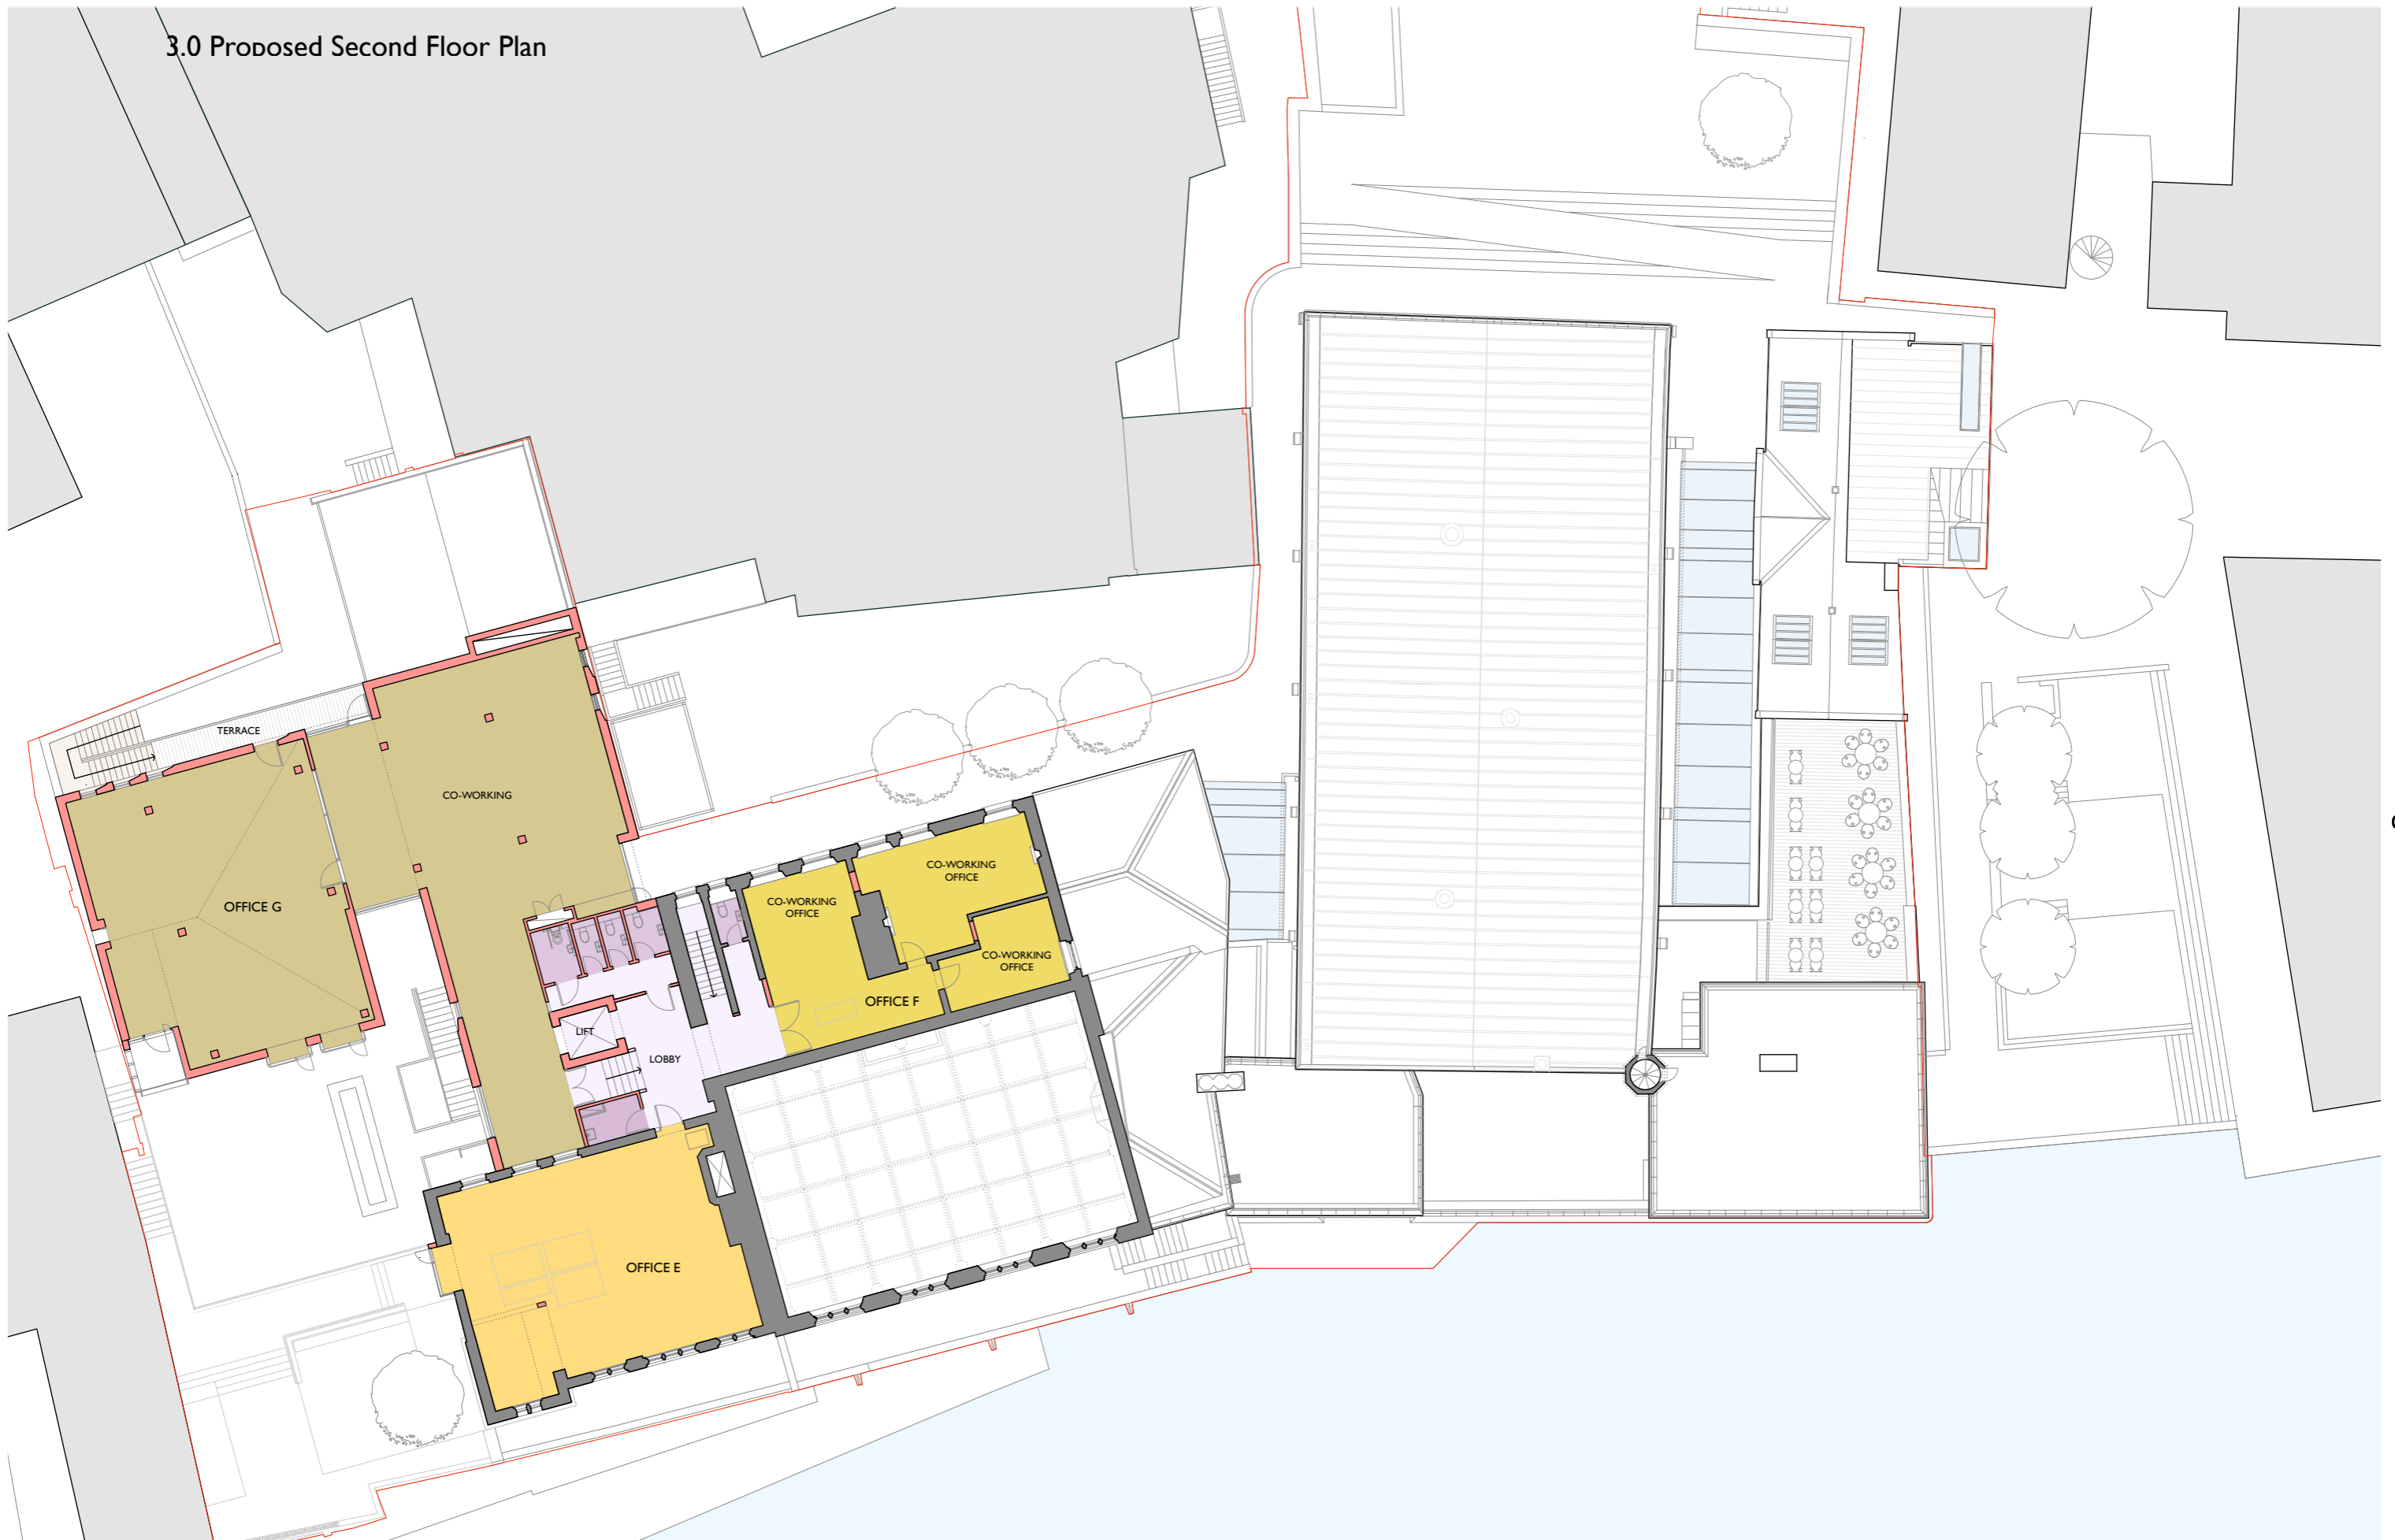 3.0 Proposed Second Floor Plan
TERRACE
CO-WORKING
OFFICE G
CO-WORKING
OFFICE
CO-WORKING
OFFICE
CO-WORKING
OFFICE
OFFICE F
LIFT
LOBBY
OFFICE E